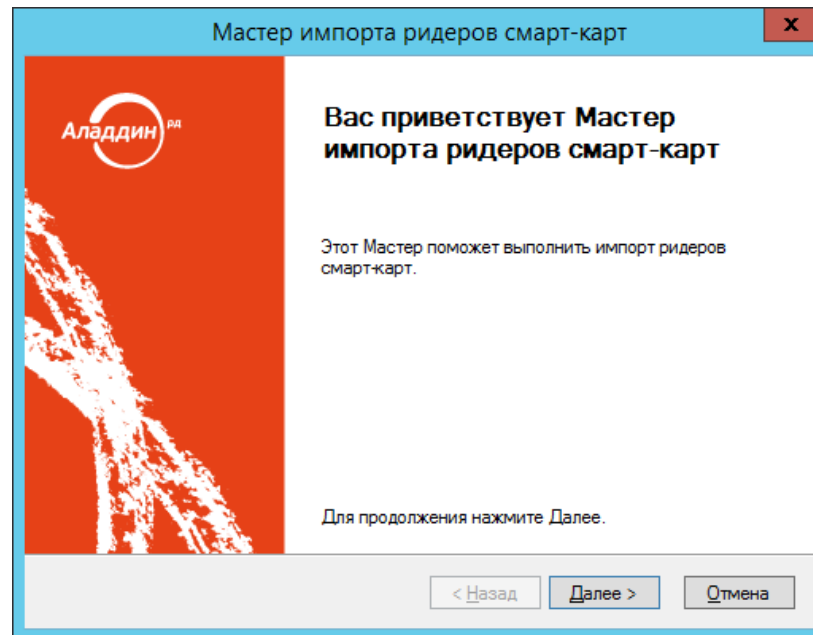 Мастер импорта ридеров смарт-карт
x
Аладдин РД
Вас приветствует Мастер
импорта ридеров смарт-карт
Этот Мастер поможет выполнить импорт ридеров
смарт-карт.
Для продолжения нажмите Далее.
< Назад Далее > Отмена